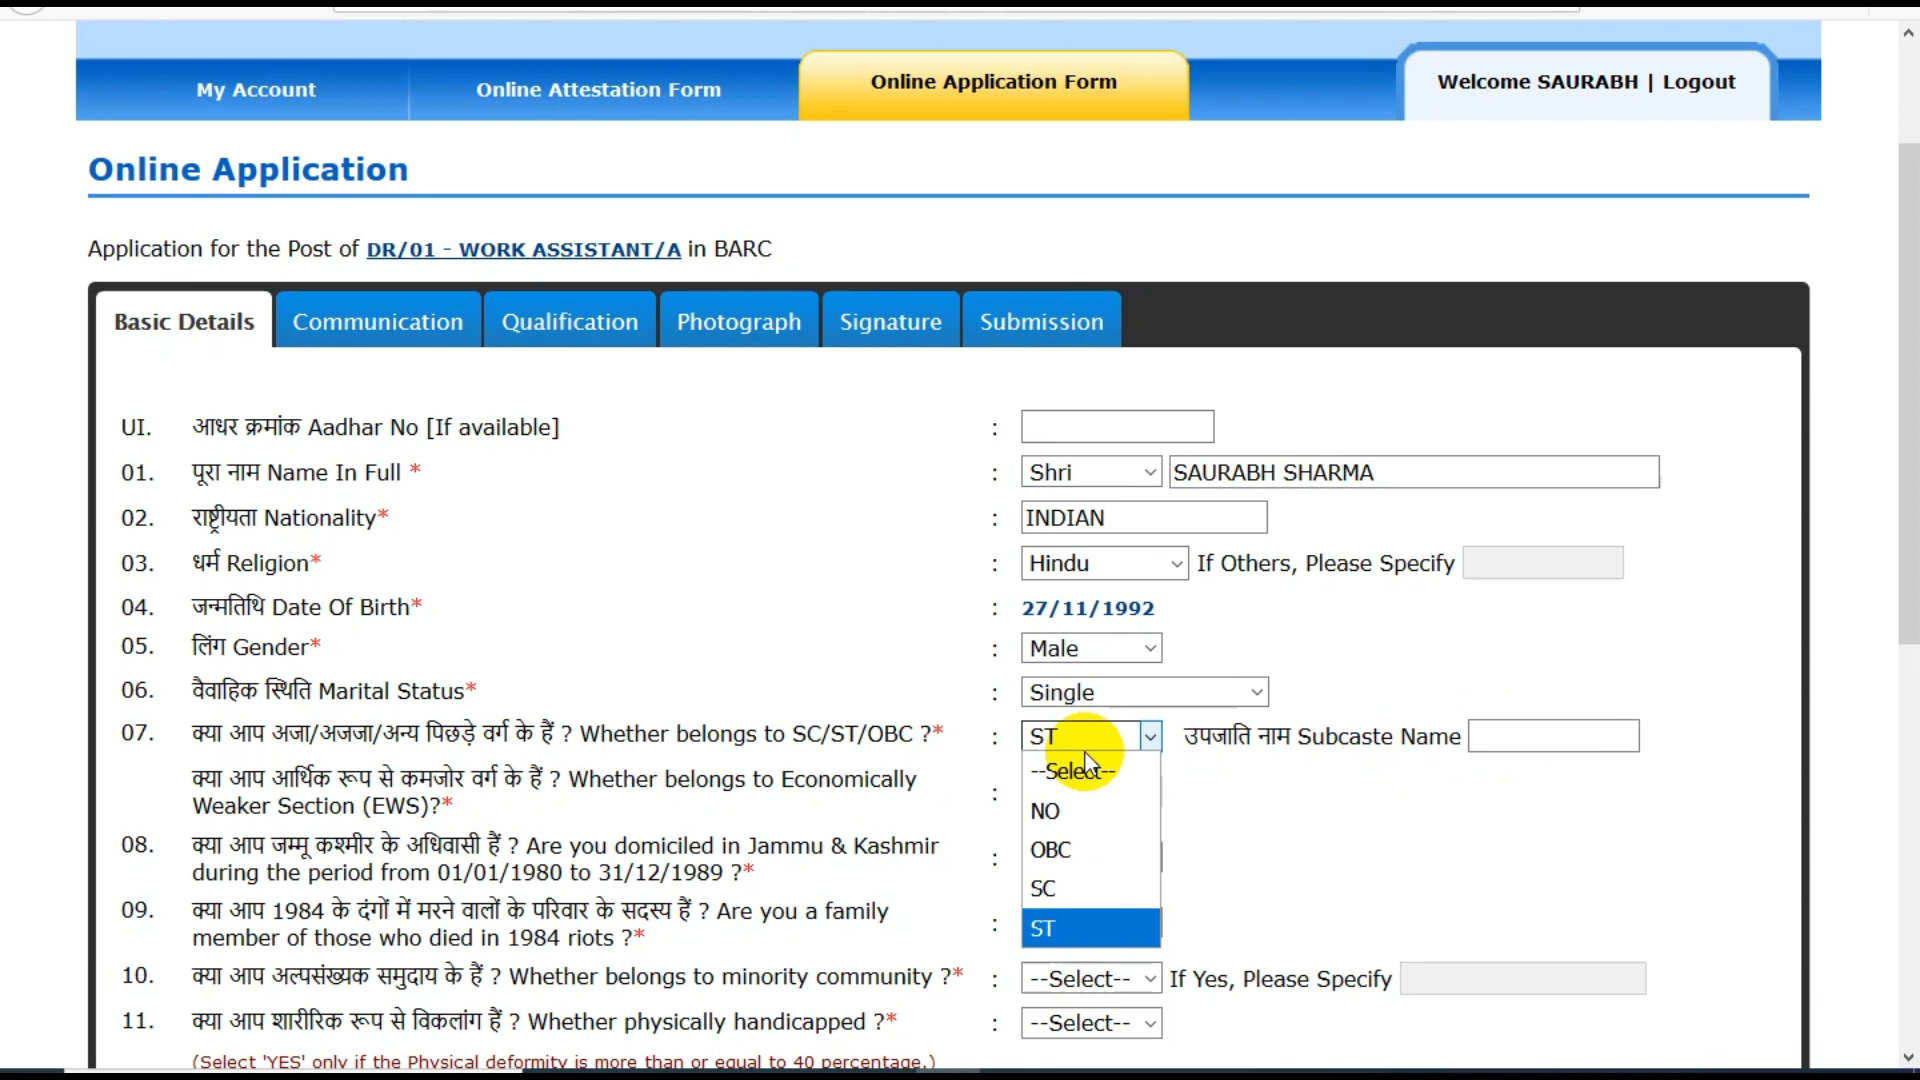 My Account
Online Attestation Form
Online Application Form
Welcome SAURABH | Logout
Online Application
Application for the Post of DR/01 - WORK ASSISTANT/A in BARC
Basic Details
Communication
Qualification
Photograph
Signature
Submission
UI. आधर क्रमांक Aadhar No [If available] :
01. पूरा नाम Name In Full * : Shri SAURABH SHARMA
02. राष्ट्रीयता Nationality* : INDIAN
03. धर्म Religion* : Hindu If Others, Please Specify
04. जन्मतिथि Date Of Birth* : 27/11/1992
05. लिंग Gender* : Male
06. वैवाहिक स्थिति Marital Status* : Single
07. क्या आप अजा/अजजा/अन्य पिछड़े वर्ग के हैं ? Whether belongs to SC/ST/OBC ?* : ST उपजाति नाम Subcaste Name
--Select--
NO
OBC
SC
ST
क्या आप आर्थिक रूप से कमजोर वर्ग के हैं ? Whether belongs to Economically
Weaker Section (EWS)?* :
08. क्या आप जम्मू कश्मीर के अधिवासी हैं ? Are you domiciled in Jammu & Kashmir
during the period from 01/01/1980 to 31/12/1989 ?* :
09. क्या आप 1984 के दंगों में मरने वालों के परिवार के सदस्य हैं ? Are you a family
member of those who died in 1984 riots ?* :
10. क्या आप अल्पसंख्यक समुदाय के हैं ? Whether belongs to minority community ?* : --Select-- If Yes, Please Specify
11. क्या आप शारीरिक रूप से विकलांग हैं ? Whether physically handicapped ?* : --Select--
(Select 'YES' only if the Physical deformity is more than or equal to 40 percentage.)